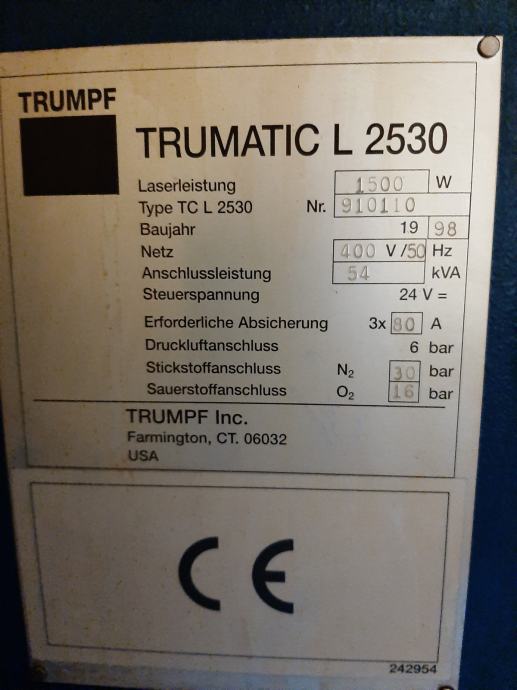 TRUMPF
TRUMATIC L 2530
Laserleistung 1500 W
Type TC L 2530 Nr. 910110
Baujahr 19 98
Netz 400 V /50 Hz
Anschlussleistung 54 kVA
Steuerspannung 24 V =
Erforderliche Absicherung 3x 80 A
Druckluftanschluss 6 bar
Stickstoffanschluss N₂ 30 bar
Sauerstoffanschluss O₂ 16 bar
TRUMPF Inc.
Farmington, CT. 06032
USA
CE
242954